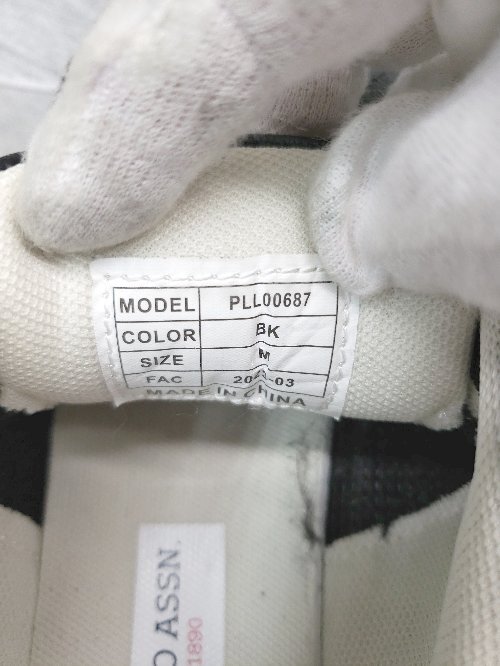 MODEL PLL00687
COLOR BK
SIZE M
FAC
MADE IN CHINA
O ASSN.
1890